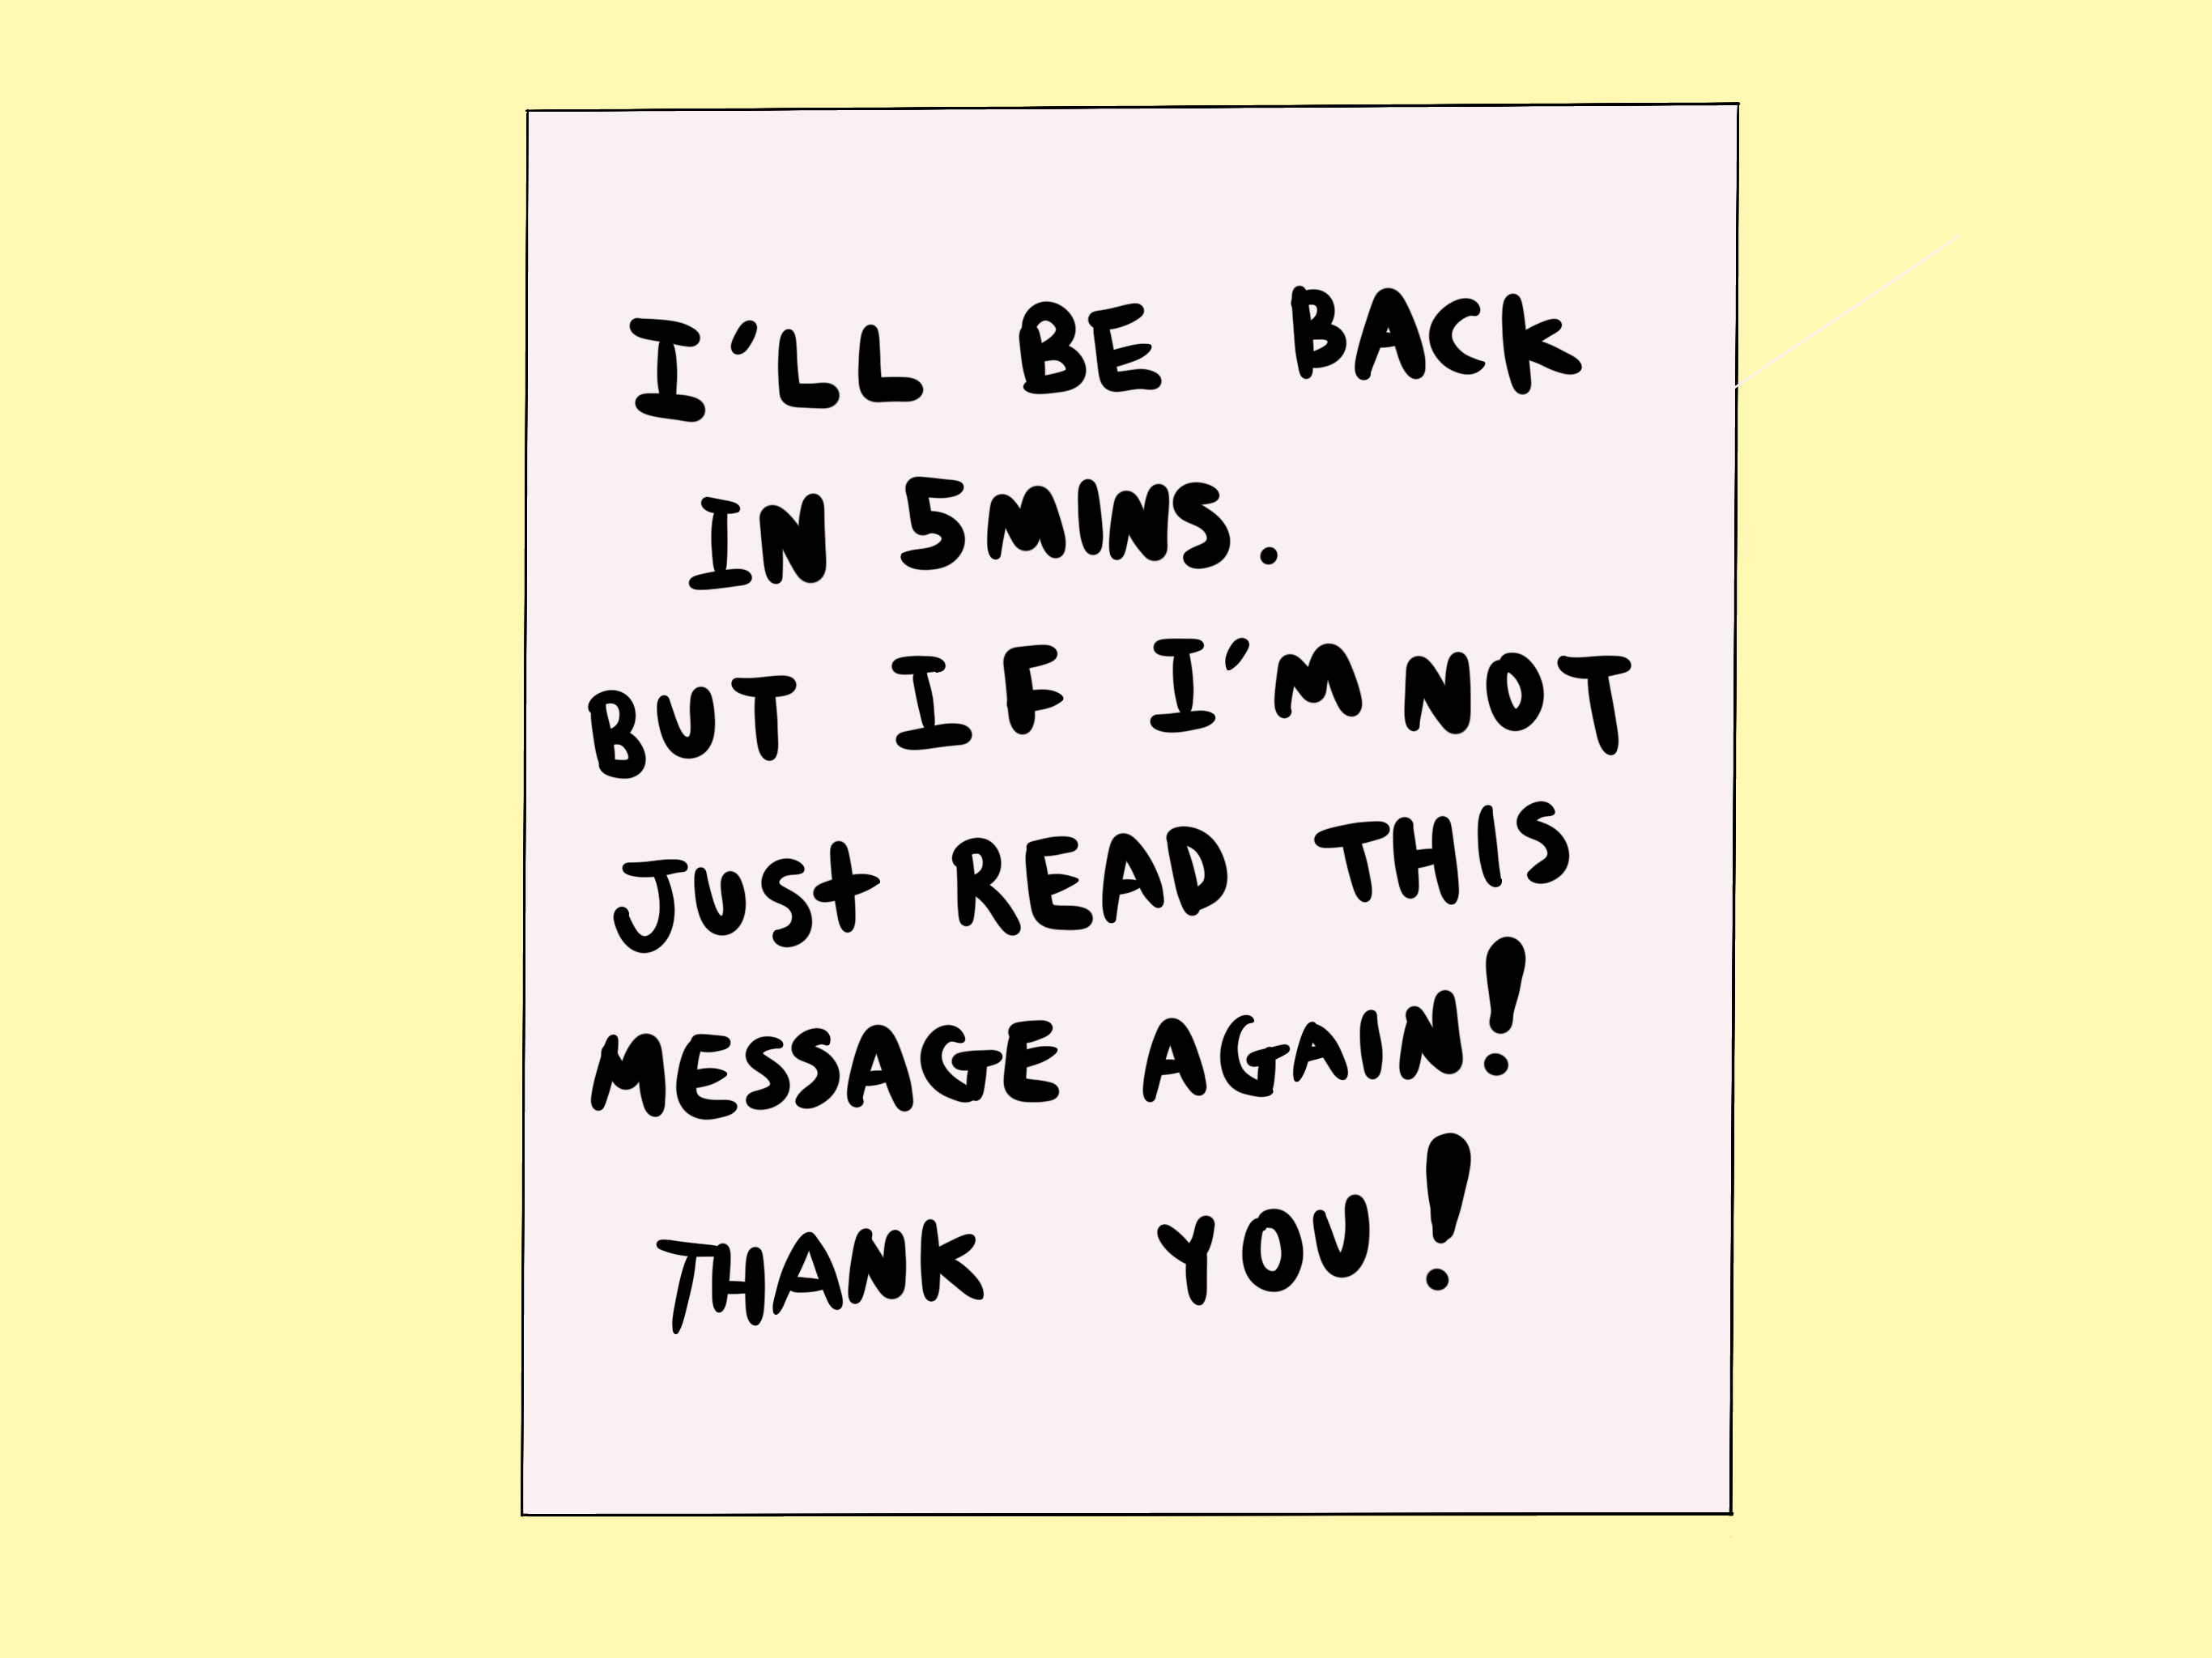 I'LL BE BACK
IN 5MINS.
BUT IF I'M NOT
JUSt READ THIS
MESSAGE AGAIN!
THANK YOU!